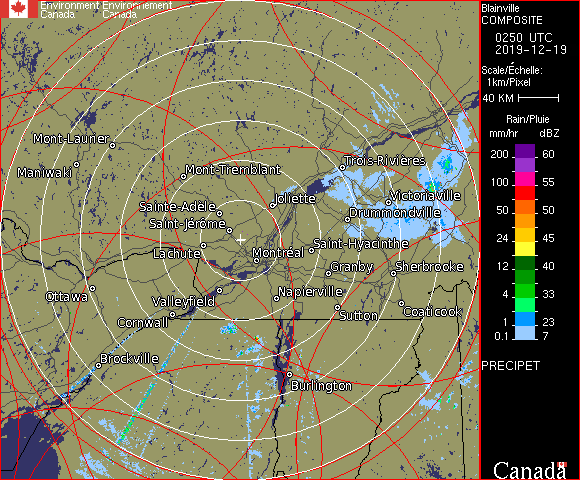 Environment Environnement
Canada Canada
Blainville
COMPOSITE
0250 UTC
2019-12-19
Scale/Échelle:
1km/Pixel
40 KM
Rain/Pluie
mm/hr dBZ
200 60
100 55
50 50
24 45
12 40
4 33
1 23
0.1 7
PRECIPET
Canada
Mont-Laurier
Maniwaki
Mont-Tremblant
Trois-Rivières
Joliette
Victoriaville
Sainte-Adèle
Drummondville
Saint-Jérôme
Saint-Hyacinthe
Lachute
Montréal
Granby
Sherbrooke
Ottawa
Valleyfield
Napierville
Cornwall
Sutton
Coaticook
Brockville
Burlington